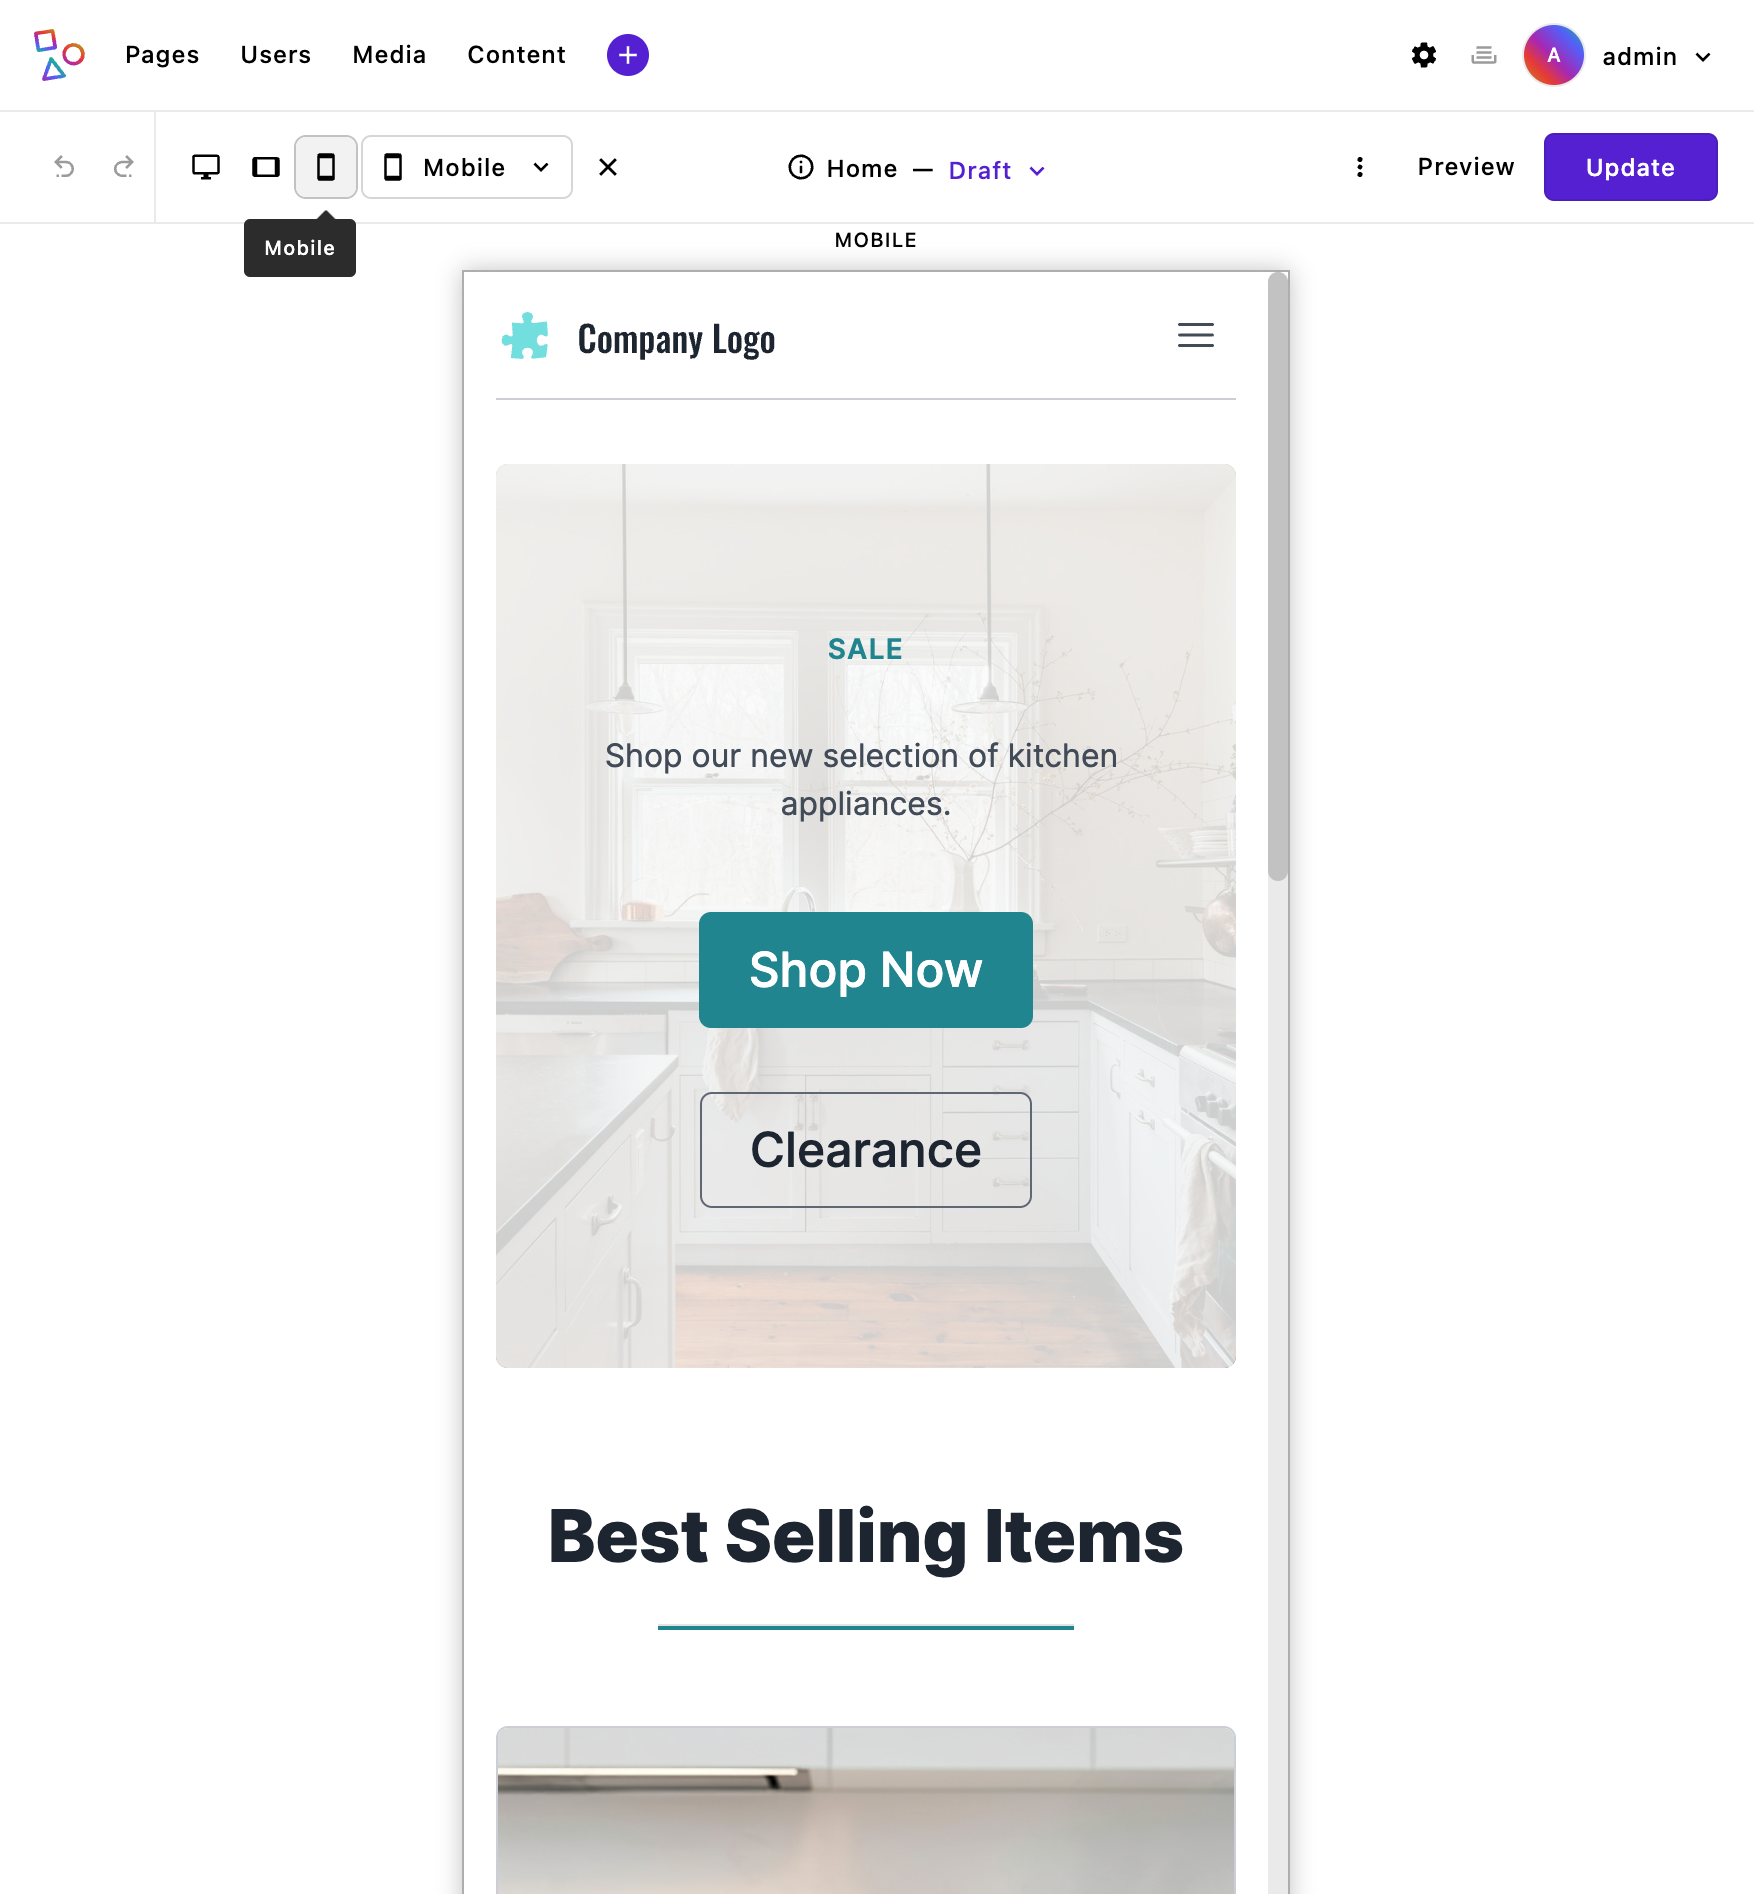 Pages Users Media Content
A admin
Mobile
Home — Draft
Preview Update
Mobile
MOBILE
Company Logo
SALE
Shop our new selection of kitchen
appliances.
Shop Now
Clearance
Best Selling Items